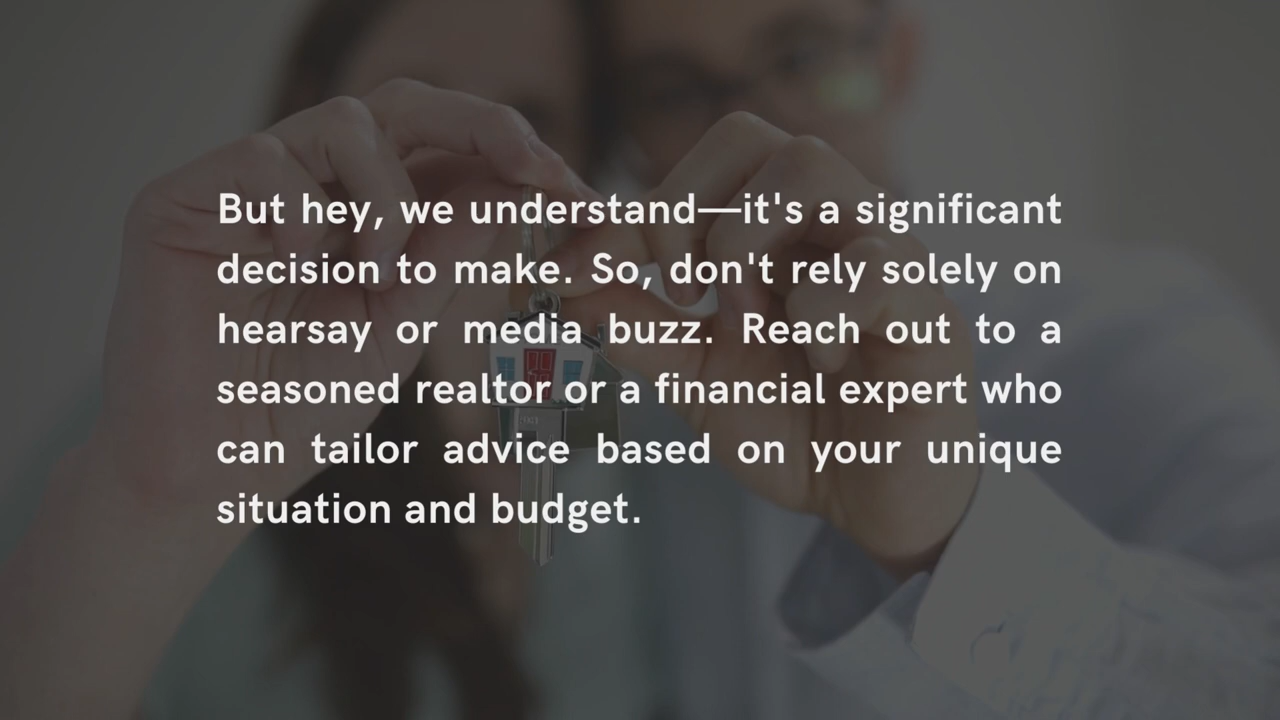 But hey, we understand—it's a significant
decision to make. So, don't rely solely on
hearsay or media buzz. Reach out to a
seasoned realtor or a financial expert who
can tailor advice based on your unique
situation and budget.